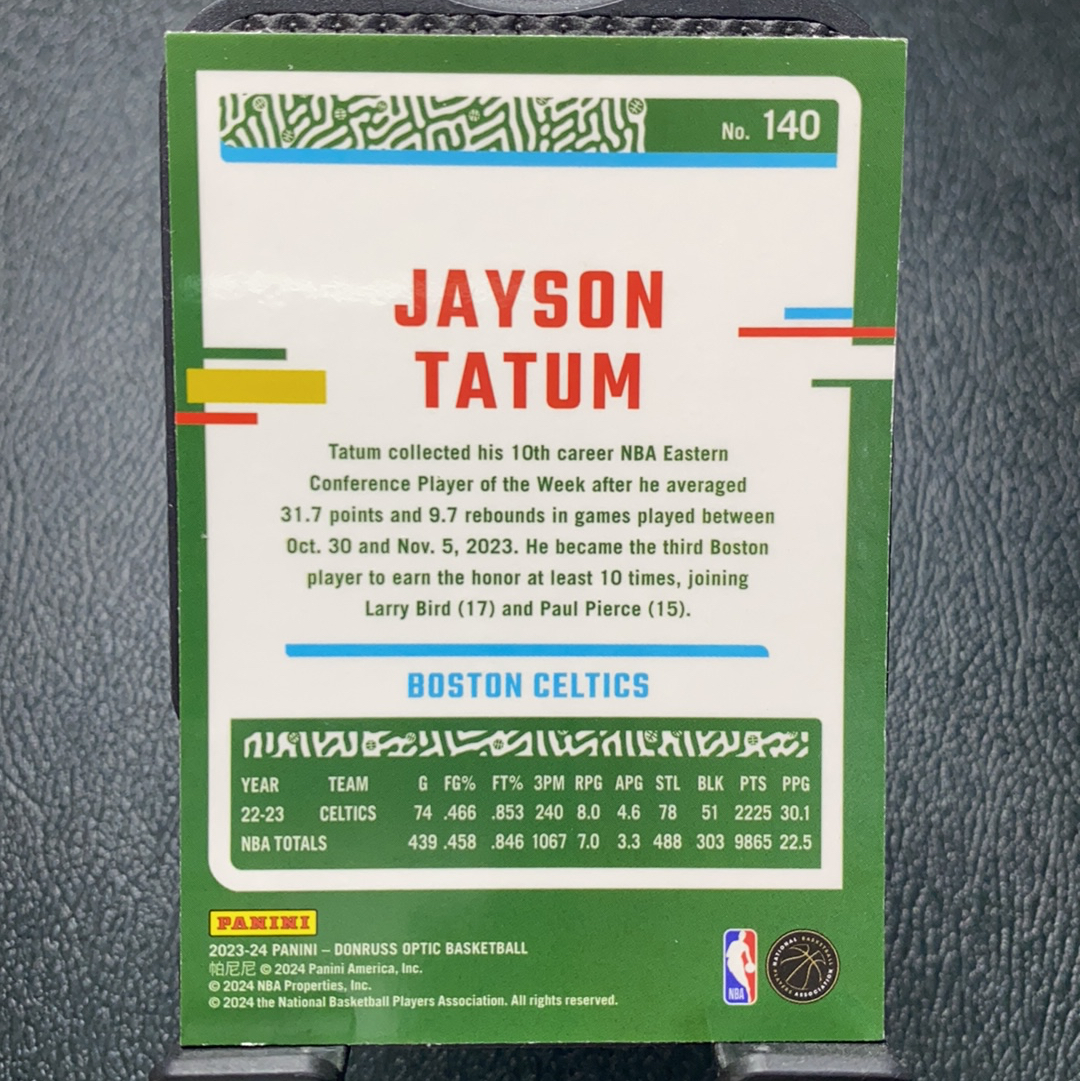 No. 140
JAYSON
TATUM
Tatum collected his 10th career NBA Eastern
Conference Player of the Week after he averaged
31.7 points and 9.7 rebounds in games played between
Oct. 30 and Nov. 5, 2023. He became the third Boston
player to earn the honor at least 10 times, joining
Larry Bird (17) and Paul Pierce (15).
BOSTON CELTICS
YEAR TEAM G FG% FT% 3PM RPG APG STL BLK PTS PPG
22-23 CELTICS 74 .466 .853 240 8.0 4.6 78 51 2225 30.1
NBA TOTALS 439 .458 .846 1067 7.0 3.3 488 303 9865 22.5
PANINI
2023-24 PANINI – DONRUSS OPTIC BASKETBALL
帕尼尼 © 2024 Panini America, Inc.
© 2024 NBA Properties, Inc.
© 2024 the National Basketball Players Association. All rights reserved.
NBA
NATIONAL BASKETBALL PLAYERS ASSOCIATION